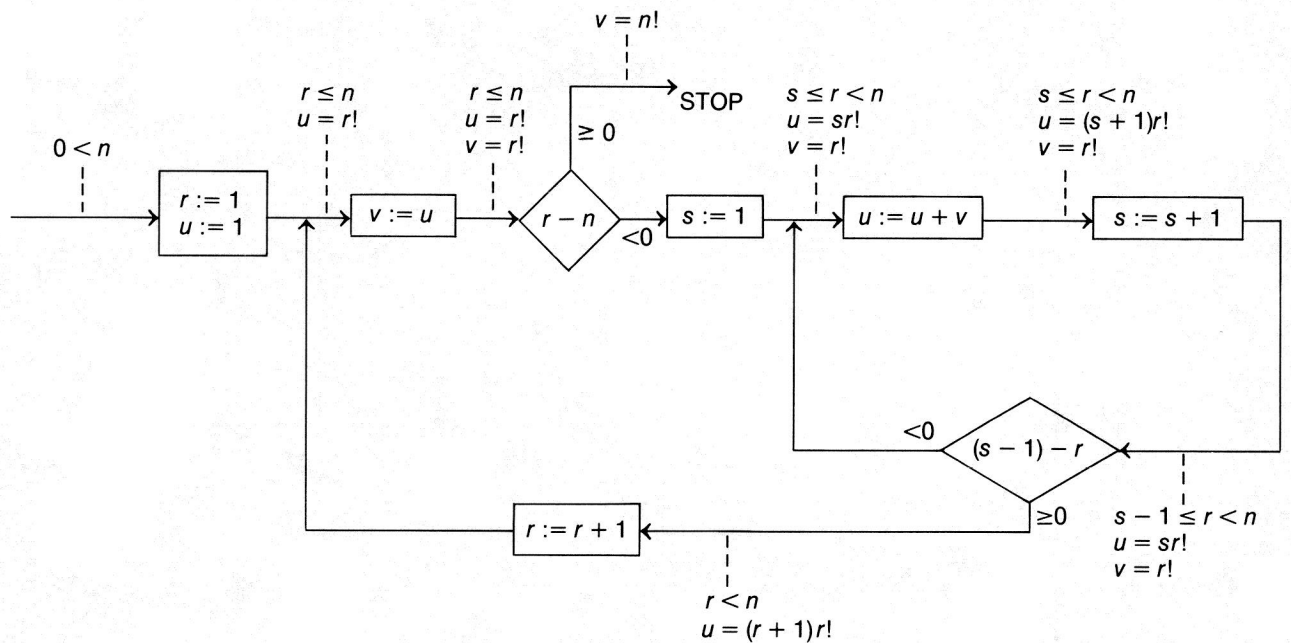 v = n!
STOP
≥ 0
0 < n
r := 1
u := 1
r ≤ n
u = r!
v := u
r ≤ n
u = r!
v = r!
r − n
<0
s := 1
s ≤ r < n
u = sr!
v = r!
u := u + v
s ≤ r < n
u = (s + 1)r!
v = r!
s := s + 1
<0
(s − 1) − r
≥0
s − 1 ≤ r < n
u = sr!
v = r!
r := r + 1
r < n
u = (r + 1)r!